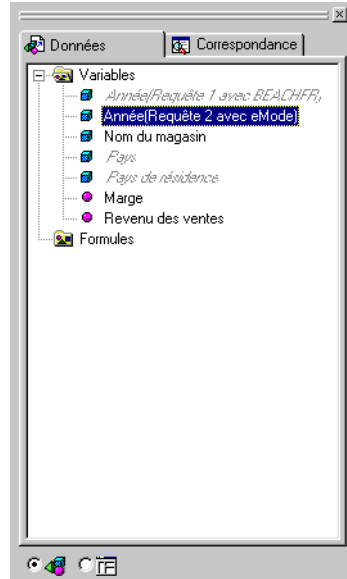 Données
Correspondance
Variables
Année(Requête 1 avec BEACHFR)
Année(Requête 2 avec eMode)
Nom du magasin
Pays
Pays de résidence
Marge
Revenu des ventes
Formules